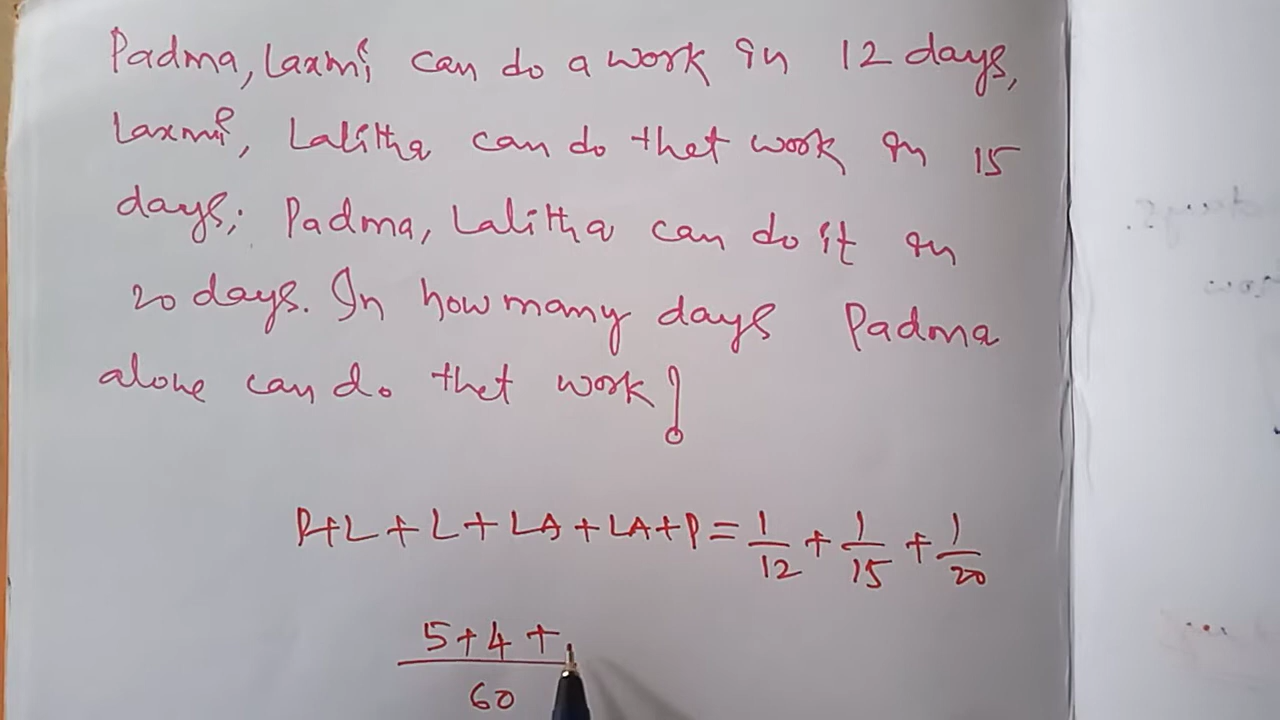 Padma, Laxmi can do a work in 12 days,
Laxmi, Lalitha can do thet work in 15
days; Padma, Lalitha can do it in
20 days. In how many days Padma
alone can do thet work?
P+L+L+LA+LA+P=1/12+1/15+1/20
5+4+
60